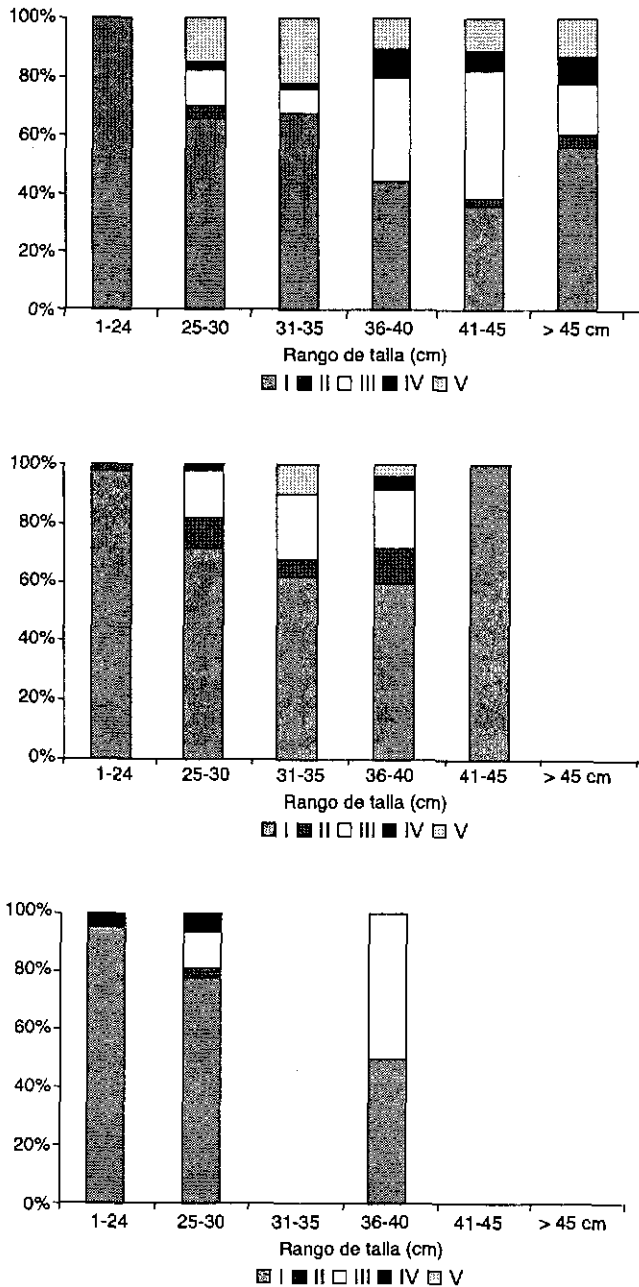 100%
80%
60%
40%
20%
0%
1-24 25-30 31-35 36-40 41-45 > 45 cm
Rango de talla (cm)
I II III IV V
100%
80%
60%
40%
20%
0%
1-24 25-30 31-35 36-40 41-45 > 45 cm
Rango de talla (cm)
I II III IV V
100%
80%
60%
40%
20%
0%
1-24 25-30 31-35 36-40 41-45 > 45 cm
Rango de talla (cm)
I II III IV V